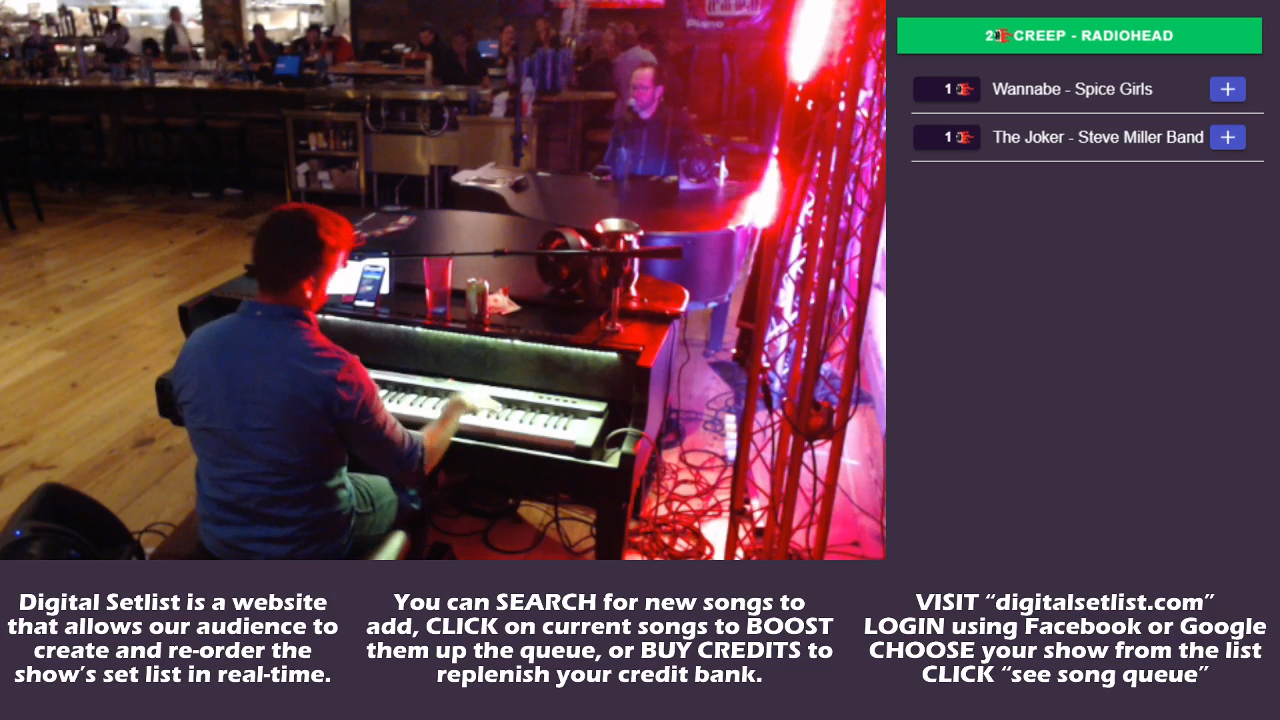 Piano
2 CREEP - RADIOHEAD
1 Wannabe - Spice Girls +
1 The Joker - Steve Miller Band +
Digital Setlist is a website
that allows our audience to
create and re-order the
show's set list in real-time.
You can SEARCH for new songs to
add, CLICK on current songs to BOOST
them up the queue, or BUY CREDITS to
replenish your credit bank.
VISIT “digitalsetlist.com”
LOGIN using Facebook or Google
CHOOSE your show from the list
CLICK “see song queue”